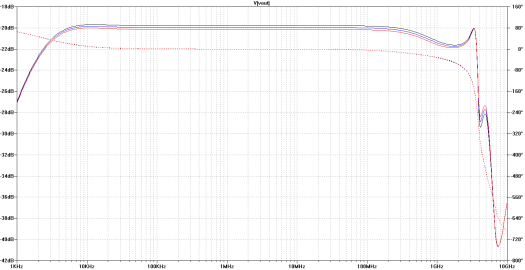 V[vout]
-18dB 160°
-20dB 80°
-22dB 0°
-24dB -80°
-26dB -160°
-28dB -240°
-30dB -320°
-32dB -400°
-34dB -480°
-36dB -560°
-38dB -640°
-40dB -720°
-42dB -800°
1KHz 10KHz 100KHz 1MHz 10MHz 100MHz 1GHz 10GHz